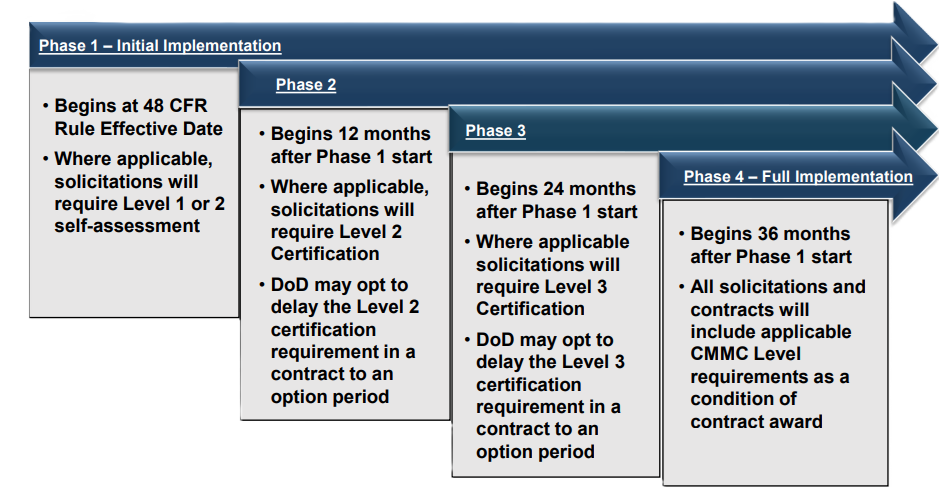 Phase 1 – Initial Implementation
• Begins at 48 CFR
Rule Effective Date
• Where applicable,
solicitations will
require Level 1 or 2
self-assessment
Phase 2
• Begins 12 months
after Phase 1 start
• Where applicable,
solicitations will
require Level 2
Certification
• DoD may opt to
delay the Level 2
certification
requirement in a
contract to an
option period
Phase 3
• Begins 24 months
after Phase 1 start
• Where applicable
solicitations will
require Level 3
Certification
• DoD may opt to
delay the Level 3
certification
requirement in a
contract to an
option period
Phase 4 – Full Implementation
• Begins 36 months
after Phase 1 start
• All solicitations and
contracts will
include applicable
CMMC Level
requirements as a
condition of
contract award